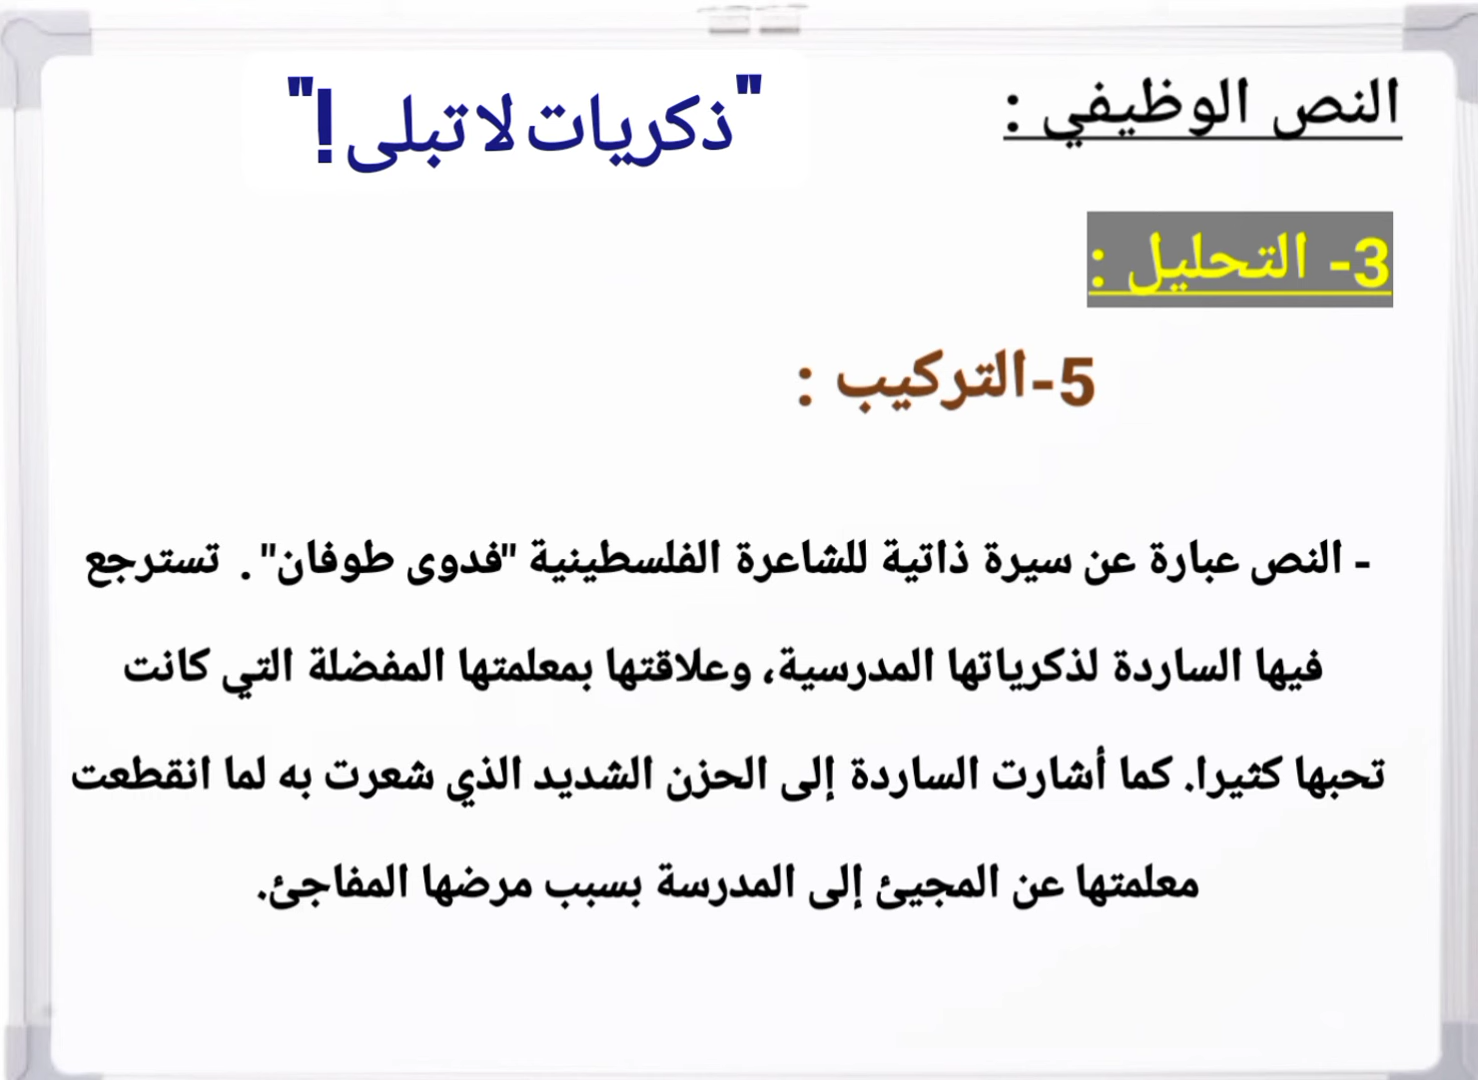 النص الوظيفي :
"ذكريات لا تبلى!"
3- التحليل :
5-التركيب :
- النص عبارة عن سيرة ذاتية للشاعرة الفلسطينية "فدوى طوفان" . تسترجع
فيها الساردة لذكرياتها المدرسية، وعلاقتها بمعلمتها المفضلة التي كانت
تحبها كثيرا. كما أشارت الساردة إلى الحزن الشديد الذي شعرت به لما انقطعت
معلمتها عن المجيئ إلى المدرسة بسبب مرضها المفاجئ.